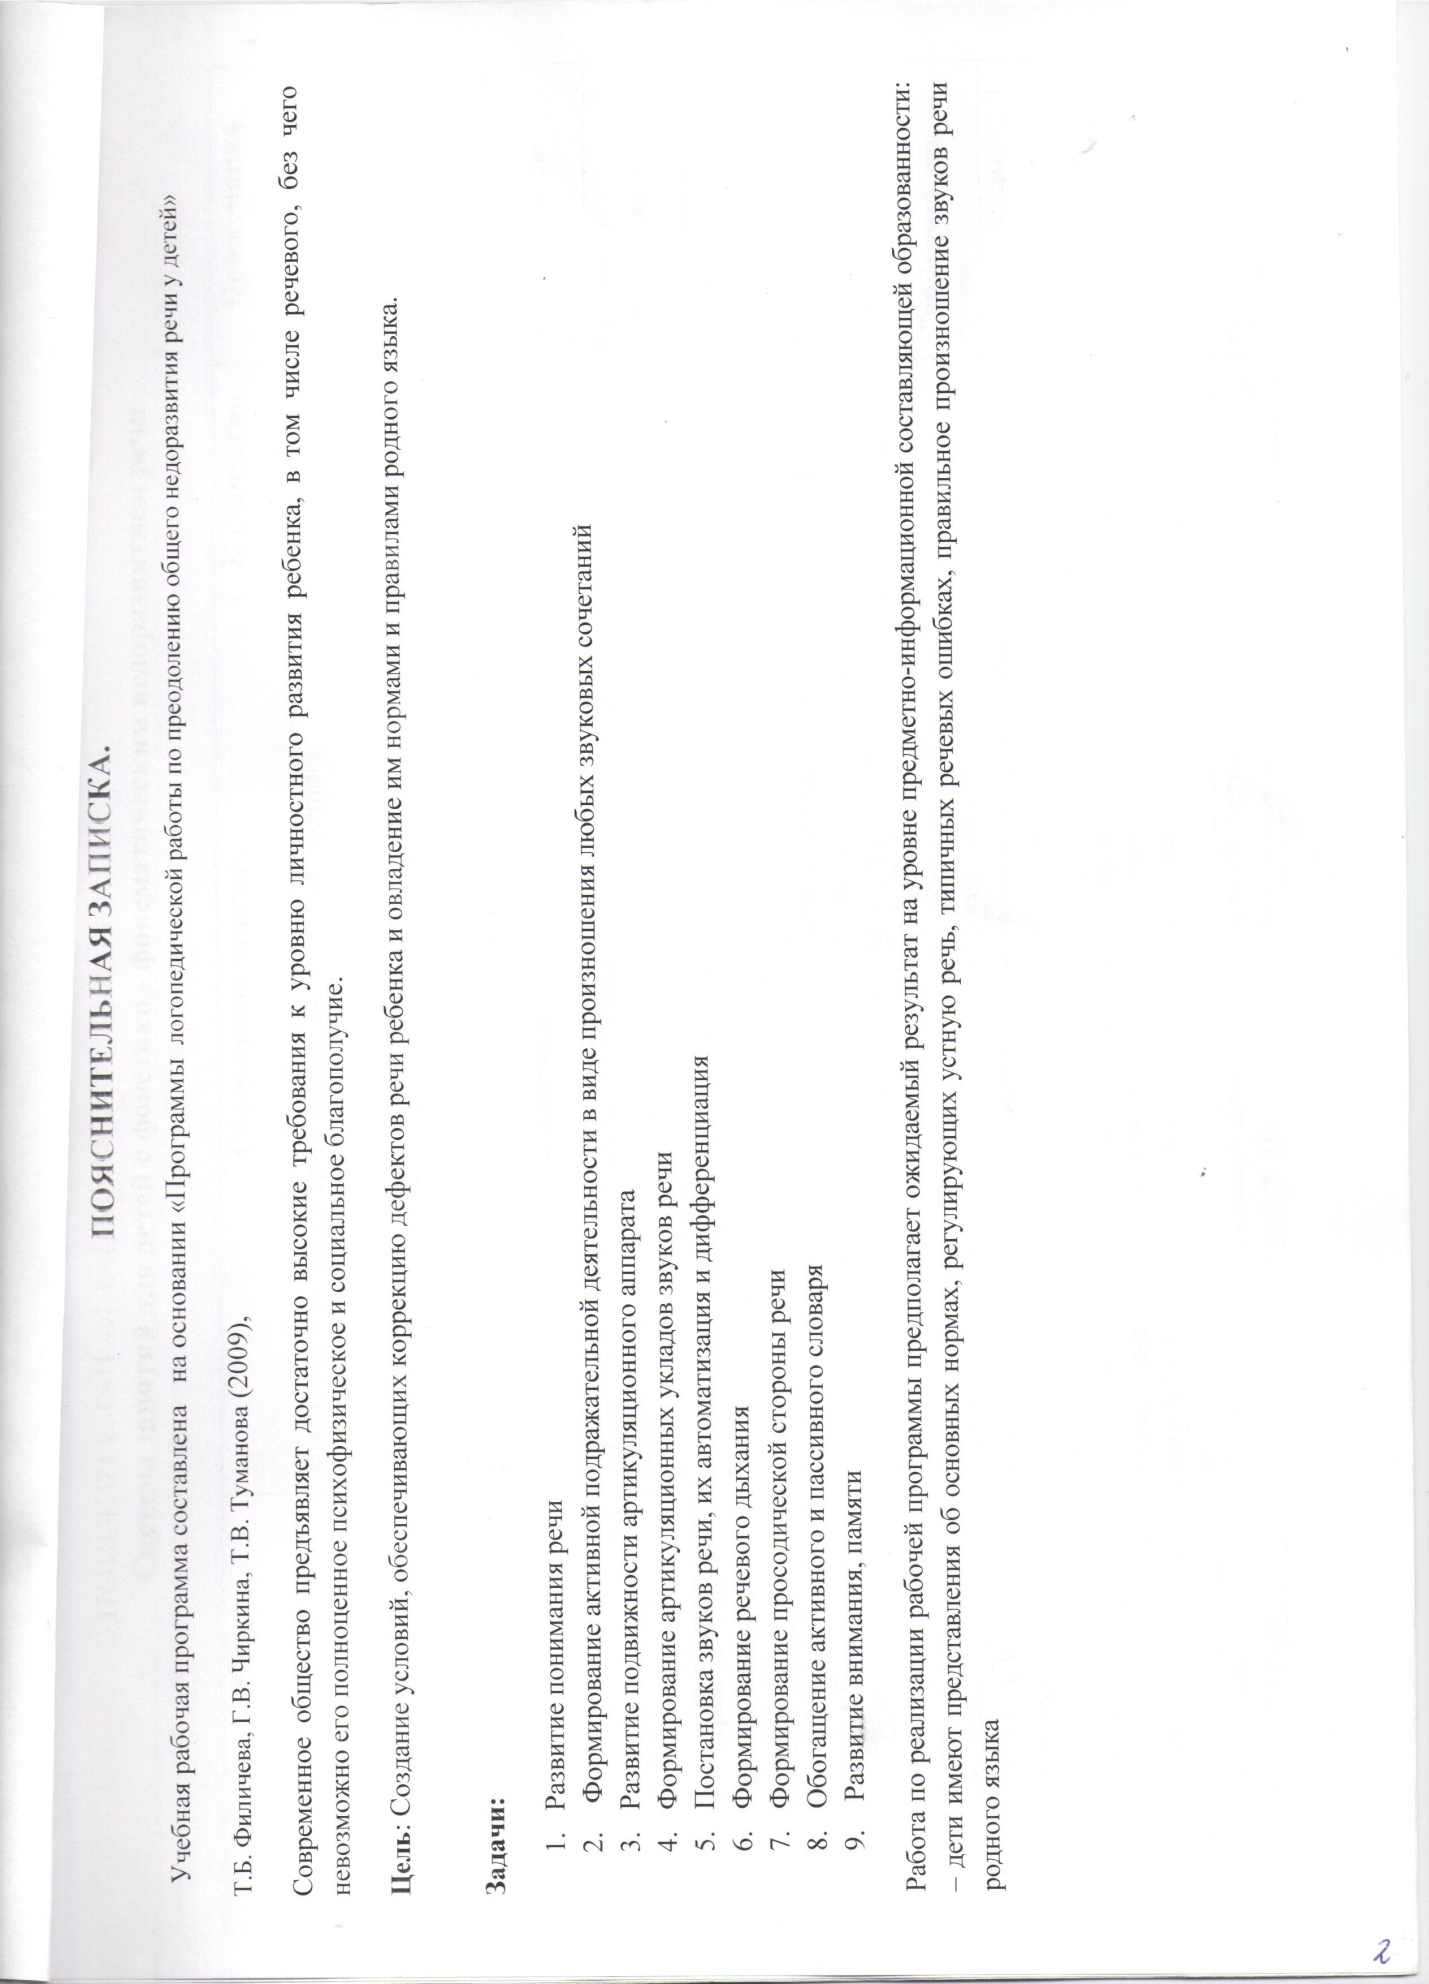 ПОЯСНИТЕЛЬНАЯ ЗАПИСКА.
Учебная рабочая программа составлена на основании «Программы логопедической работы по преодолению общего недоразвития речи у детей»
Т.Б. Филичева, Г.В. Чиркина, Т.В. Туманова (2009),
Современное общество предъявляет достаточно высокие требования к уровню личностного развития ребенка, в том числе речевого, без чего
невозможно его полноценное психофизическое и социальное благополучие.
Цель: Создание условий, обеспечивающих коррекцию дефектов речи ребенка и овладение им нормами и правилами родного языка.
Задачи:
1. Развитие понимания речи
2. Формирование активной подражательной деятельности в виде произношения любых звуковых сочетаний
3. Развитие подвижности артикуляционного аппарата
4. Формирование артикуляционных укладов звуков речи
5. Постановка звуков речи, их автоматизация и дифференциация
6. Формирование речевого дыхания
7. Формирование просодической стороны речи
8. Обогащение активного и пассивного словаря
9. Развитие внимания, памяти
Работа по реализации рабочей программы предполагает ожидаемый результат на уровне предметно-информационной составляющей образованности:
– дети имеют представления об основных нормах, регулирующих устную речь, типичных речевых ошибках, правильное произношение звуков речи
родного языка
2